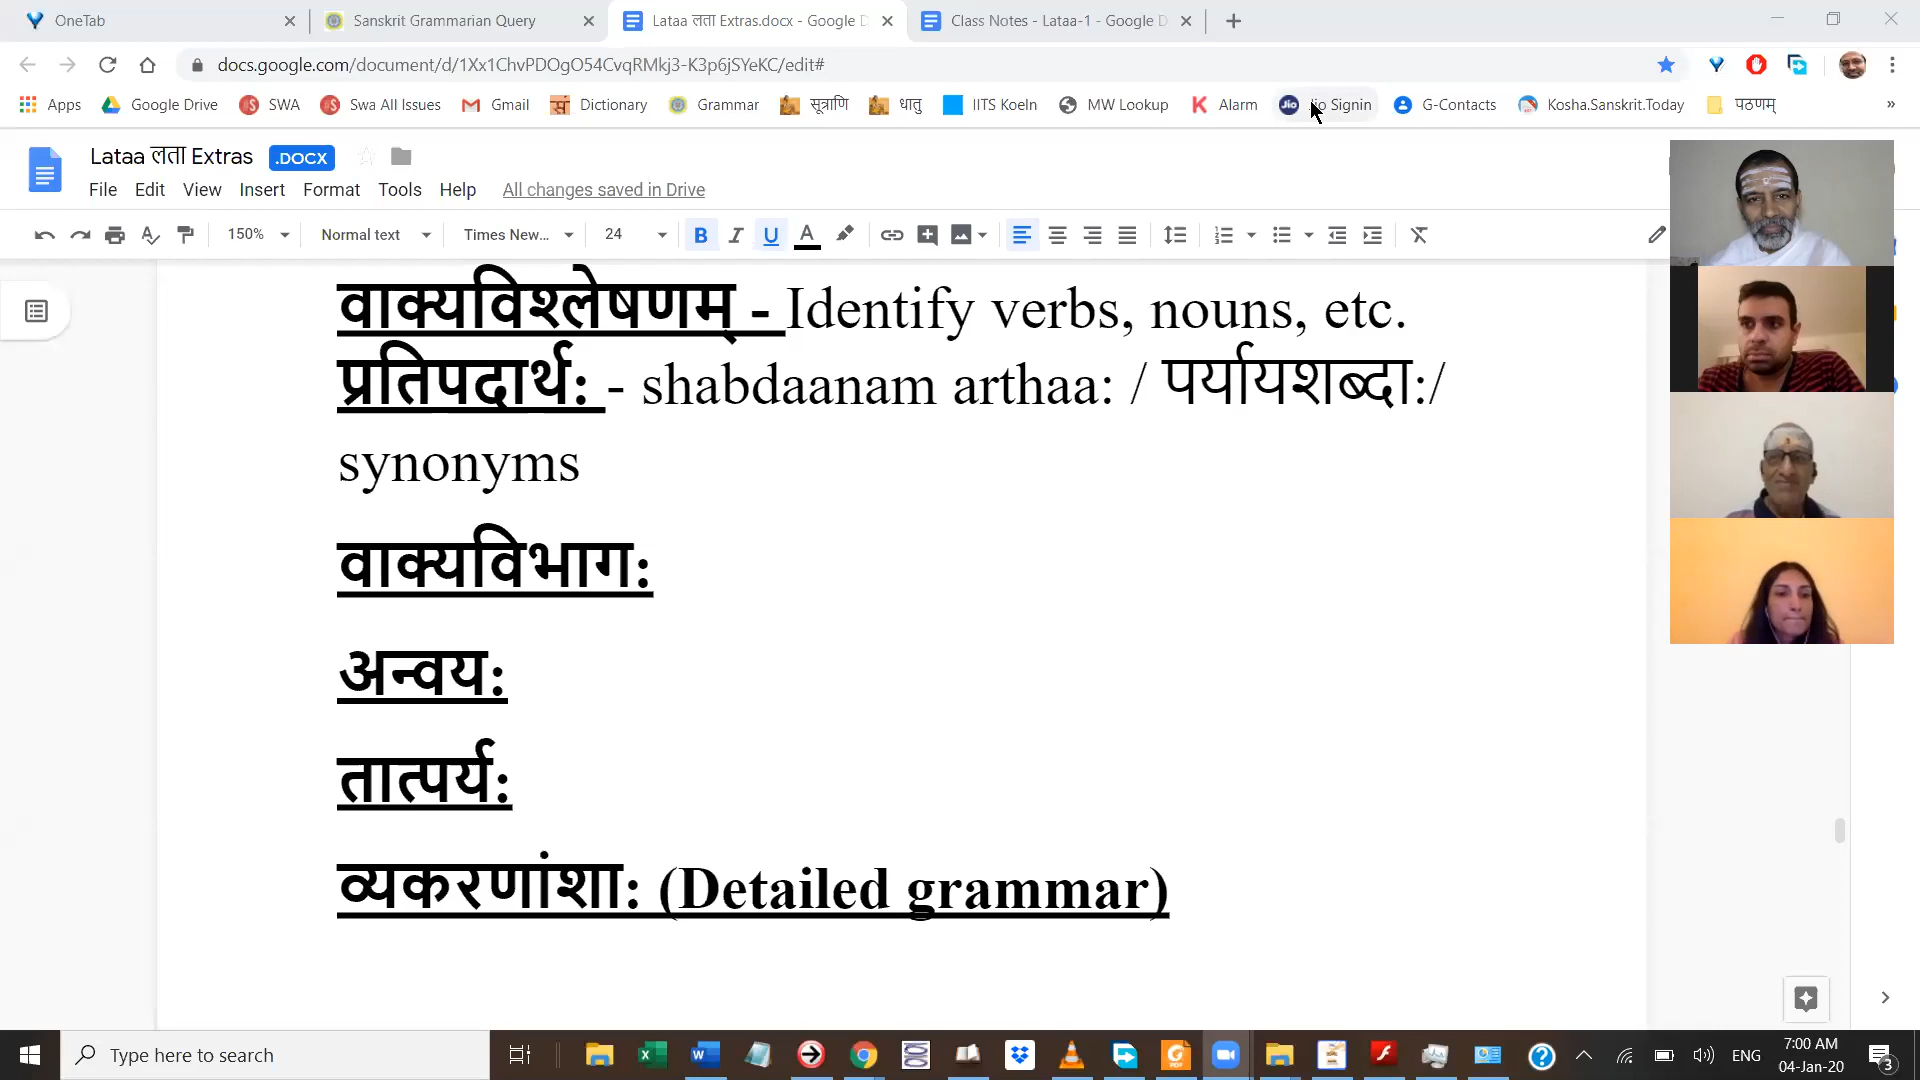 OneTab
Sanskrit Grammarian Query
Lataa लता Extras.docx - Google D
Class Notes - Lataa-1 - Google D
docs.google.com/document/d/1Xx1ChvPDOgO54CvqRMkj3-K3p6jSYeKC/edit#
Apps Google Drive SWA Swa All Issues Gmail Dictionary Grammar सूत्राणि धातु IITS Koeln MW Lookup Alarm Jio Signin G-Contacts Kosha.Sanskrit.Today पठणम् »
Lataa लता Extras .DOCX
File Edit View Insert Format Tools Help All changes saved in Drive
150% Normal text Times New... 24 B I U A
वाक्यविश्लेषणम् - Identify verbs, nouns, etc.
प्रतिपदार्थ: - shabdaanam arthaa: / पर्यायशब्दा:/
synonyms
वाक्यविभाग:
अन्वय:
तात्पर्य:
व्यकरणांशा: (Detailed grammar)
Type here to search
ENG
7:00 AM
04-Jan-20
3